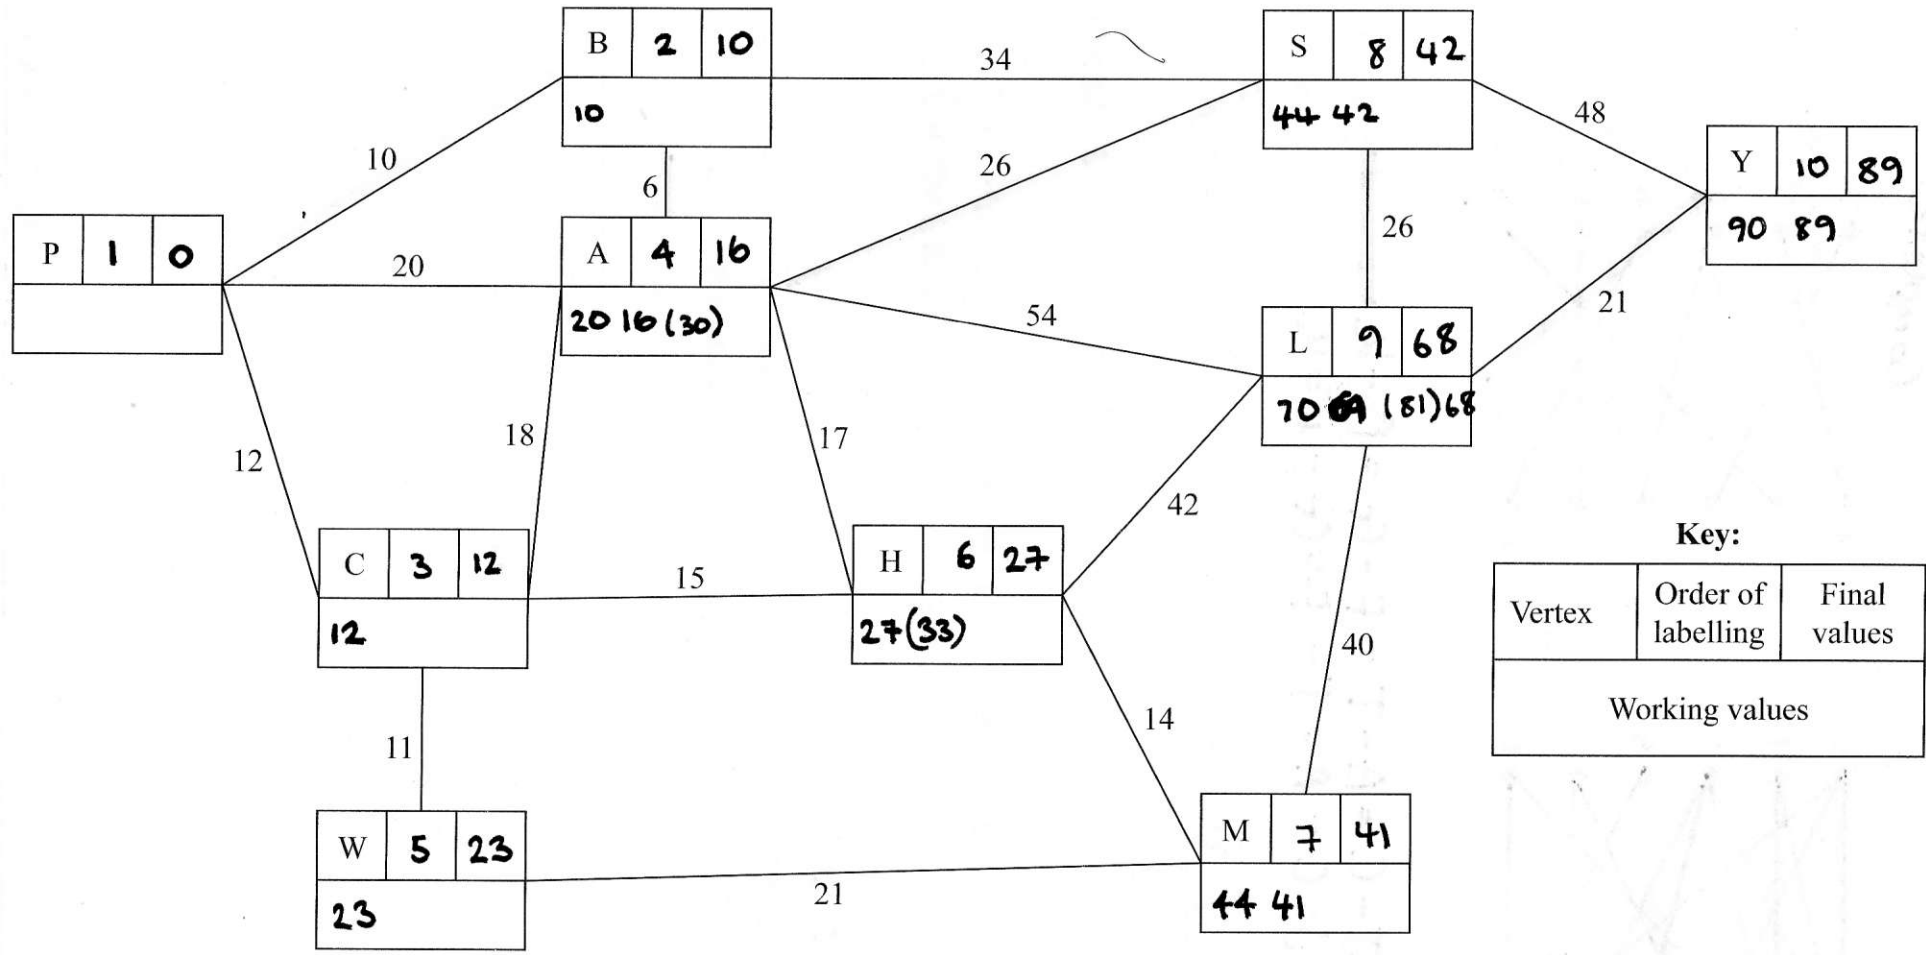 B 2 10
10
S 8 42
44 42
34
48
Y 10 89
90 89
10
6
26
P 1 0
20
A 4 16
20 16 (30)
26
54
21
L 9 68
70 69 (81) 68
12
18
17
42
C 3 12
12
15
H 6 27
27 (33)
Key:
Vertex
Order of labelling
Final values
Working values
40
14
11
W 5 23
23
21
M 7 41
44 41